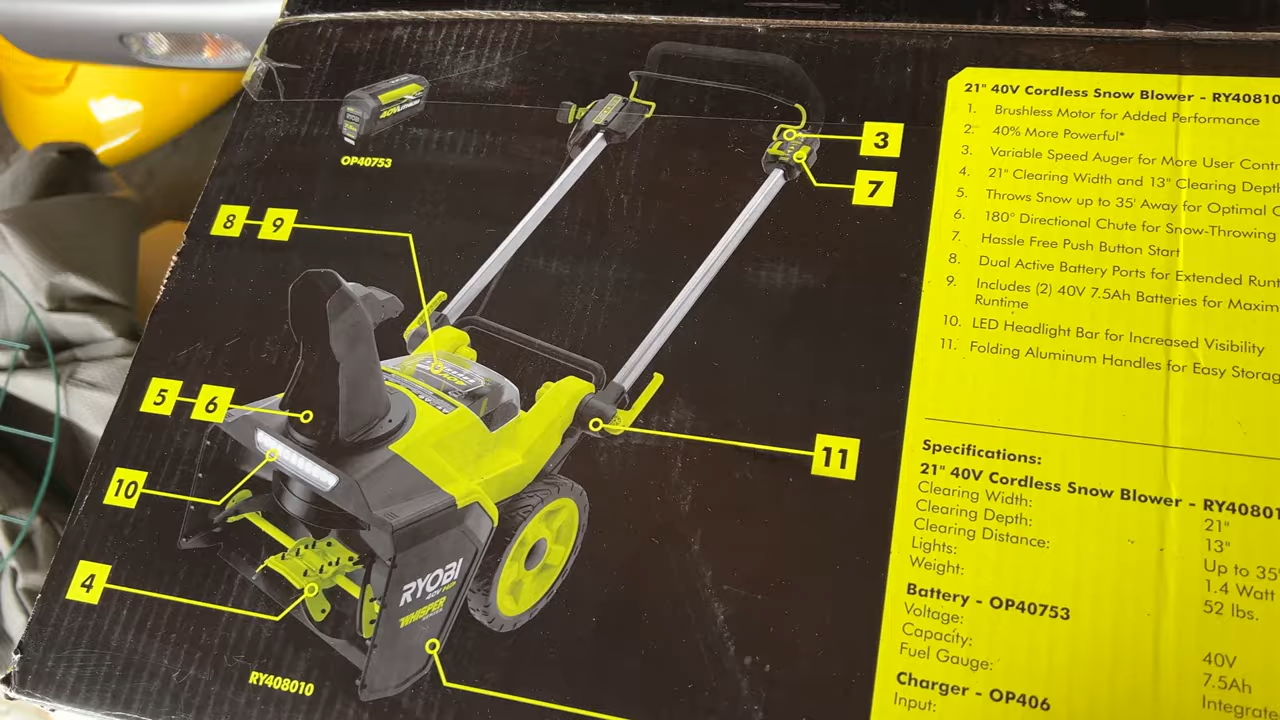 OP40753
3
7
8
9
5
6
10
4
11
RYOBI
40V HP
WHISPER
SERIES
RY408010
21" 40V Cordless Snow Blower - RY40810
1. Brushless Motor for Added Performance
2. 40% More Powerful*
3. Variable Speed Auger for More User Contr
4. 21" Clearing Width and 13" Clearing Depth
5. Throws Snow up to 35' Away for Optimal C
6. 180° Directional Chute for Snow-Throwing
7. Hassle Free Push Button Start
8. Dual Active Battery Ports for Extended Runt
9. Includes (2) 40V 7.5Ah Batteries for Maxim
Runtime
10. LED Headlight Bar for Increased Visibility
11. Folding Aluminum Handles for Easy Storag
Specifications:
21" 40V Cordless Snow Blower - RY40801
Clearing Width: 21"
Clearing Depth: 13"
Clearing Distance: Up to 35'
Lights: 1.4 Watt
Weight: 52 lbs.
Battery - OP40753
Voltage: 40V
Capacity: 7.5Ah
Fuel Gauge: Integrate
Charger - OP406
Input: